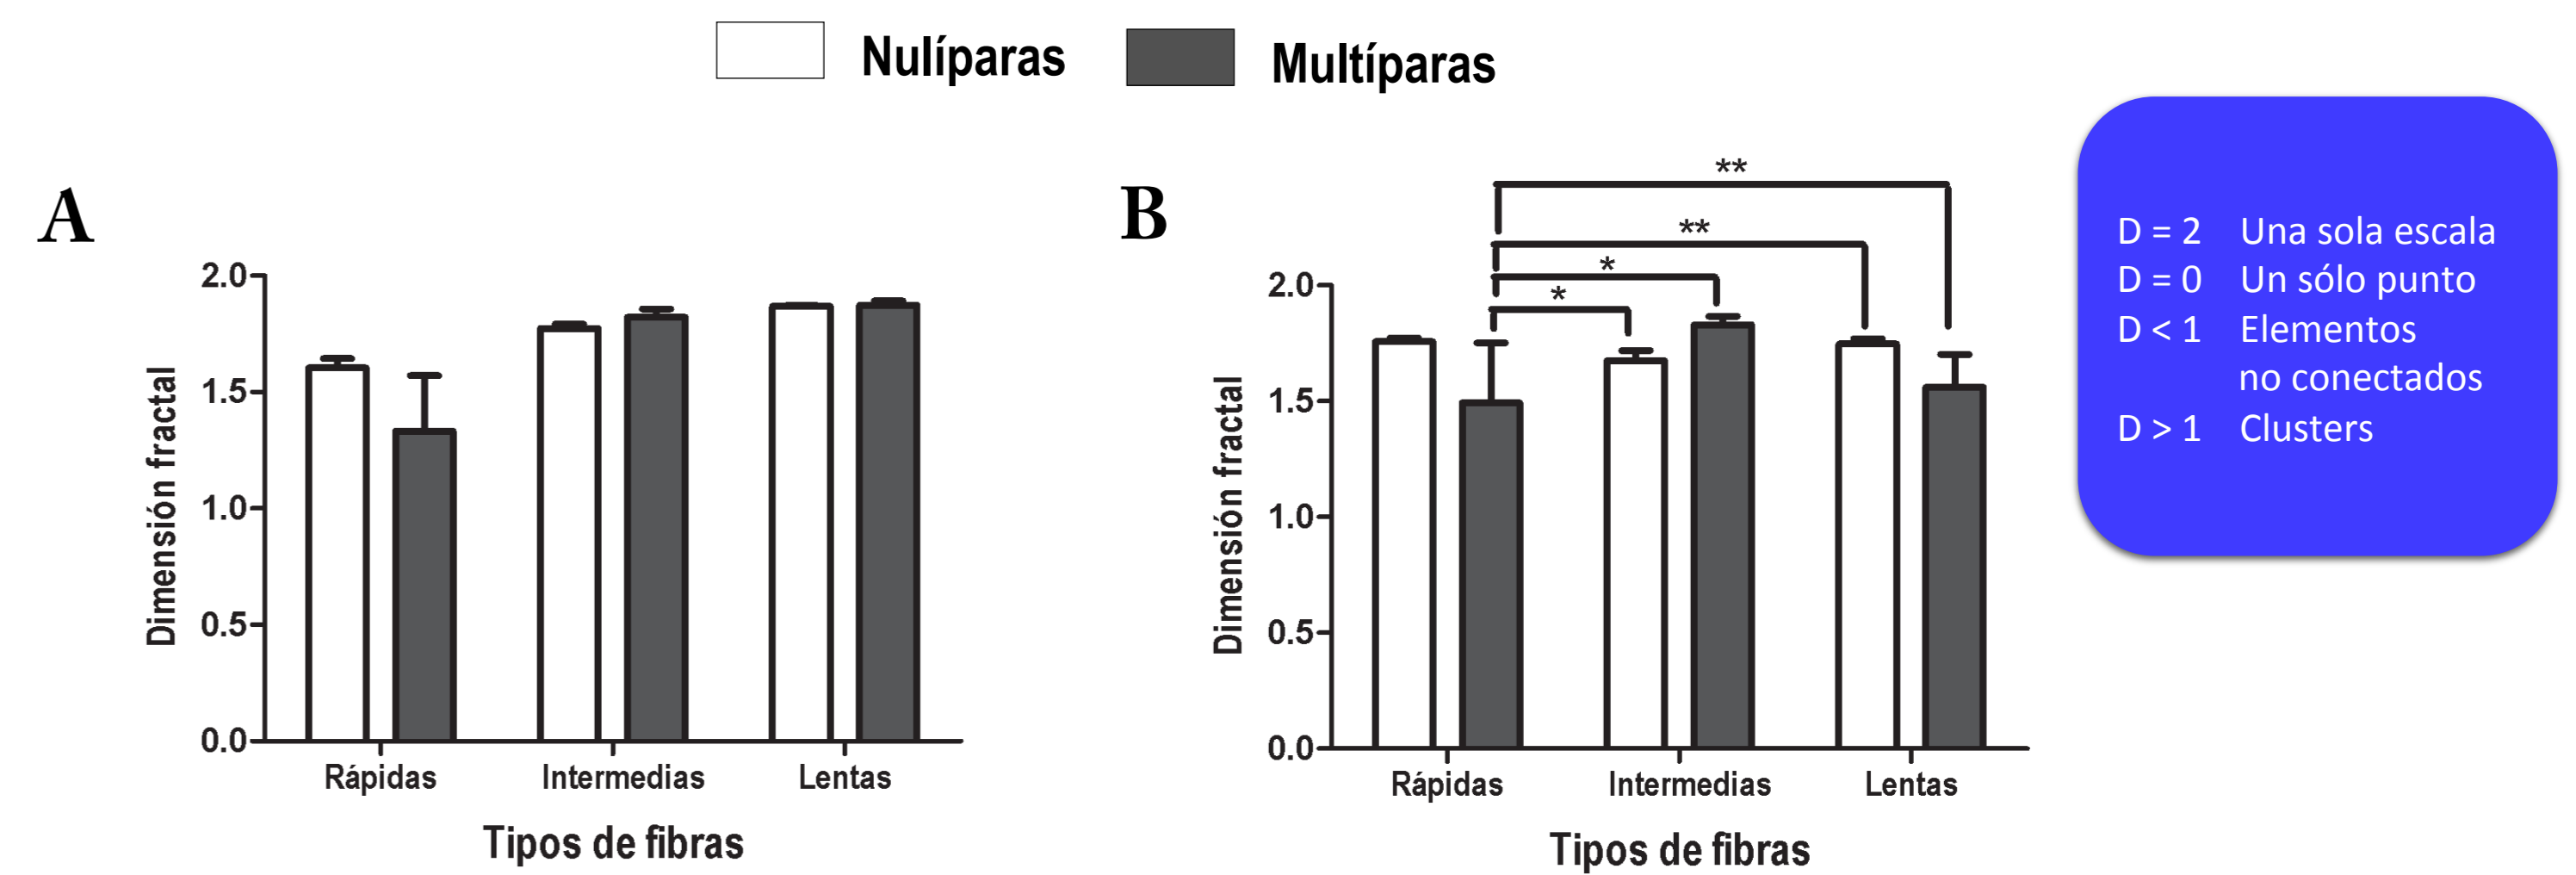 Nulíparas
Multíparas
A
Dimensión fractal
2.0
1.5
1.0
0.5
0.0
Rápidas
Intermedias
Lentas
Tipos de fibras
B
**
**
*
*
Dimensión fractal
2.0
1.5
1.0
0.5
0.0
Rápidas
Intermedias
Lentas
Tipos de fibras
D = 2 Una sola escala
D = 0 Un sólo punto
D < 1 Elementos
no conectados
D > 1 Clusters